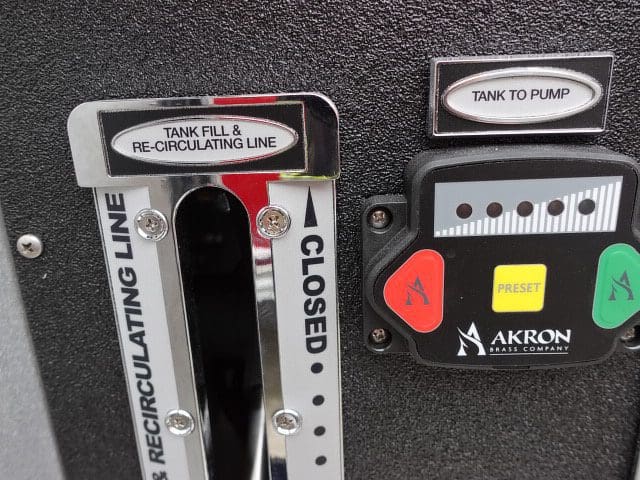 TANK FILL &
RE-CIRCULATING LINE
TANK TO PUMP
& RECIRCULATING LINE
CLOSED
PRESET
AKRON
BRASS COMPANY